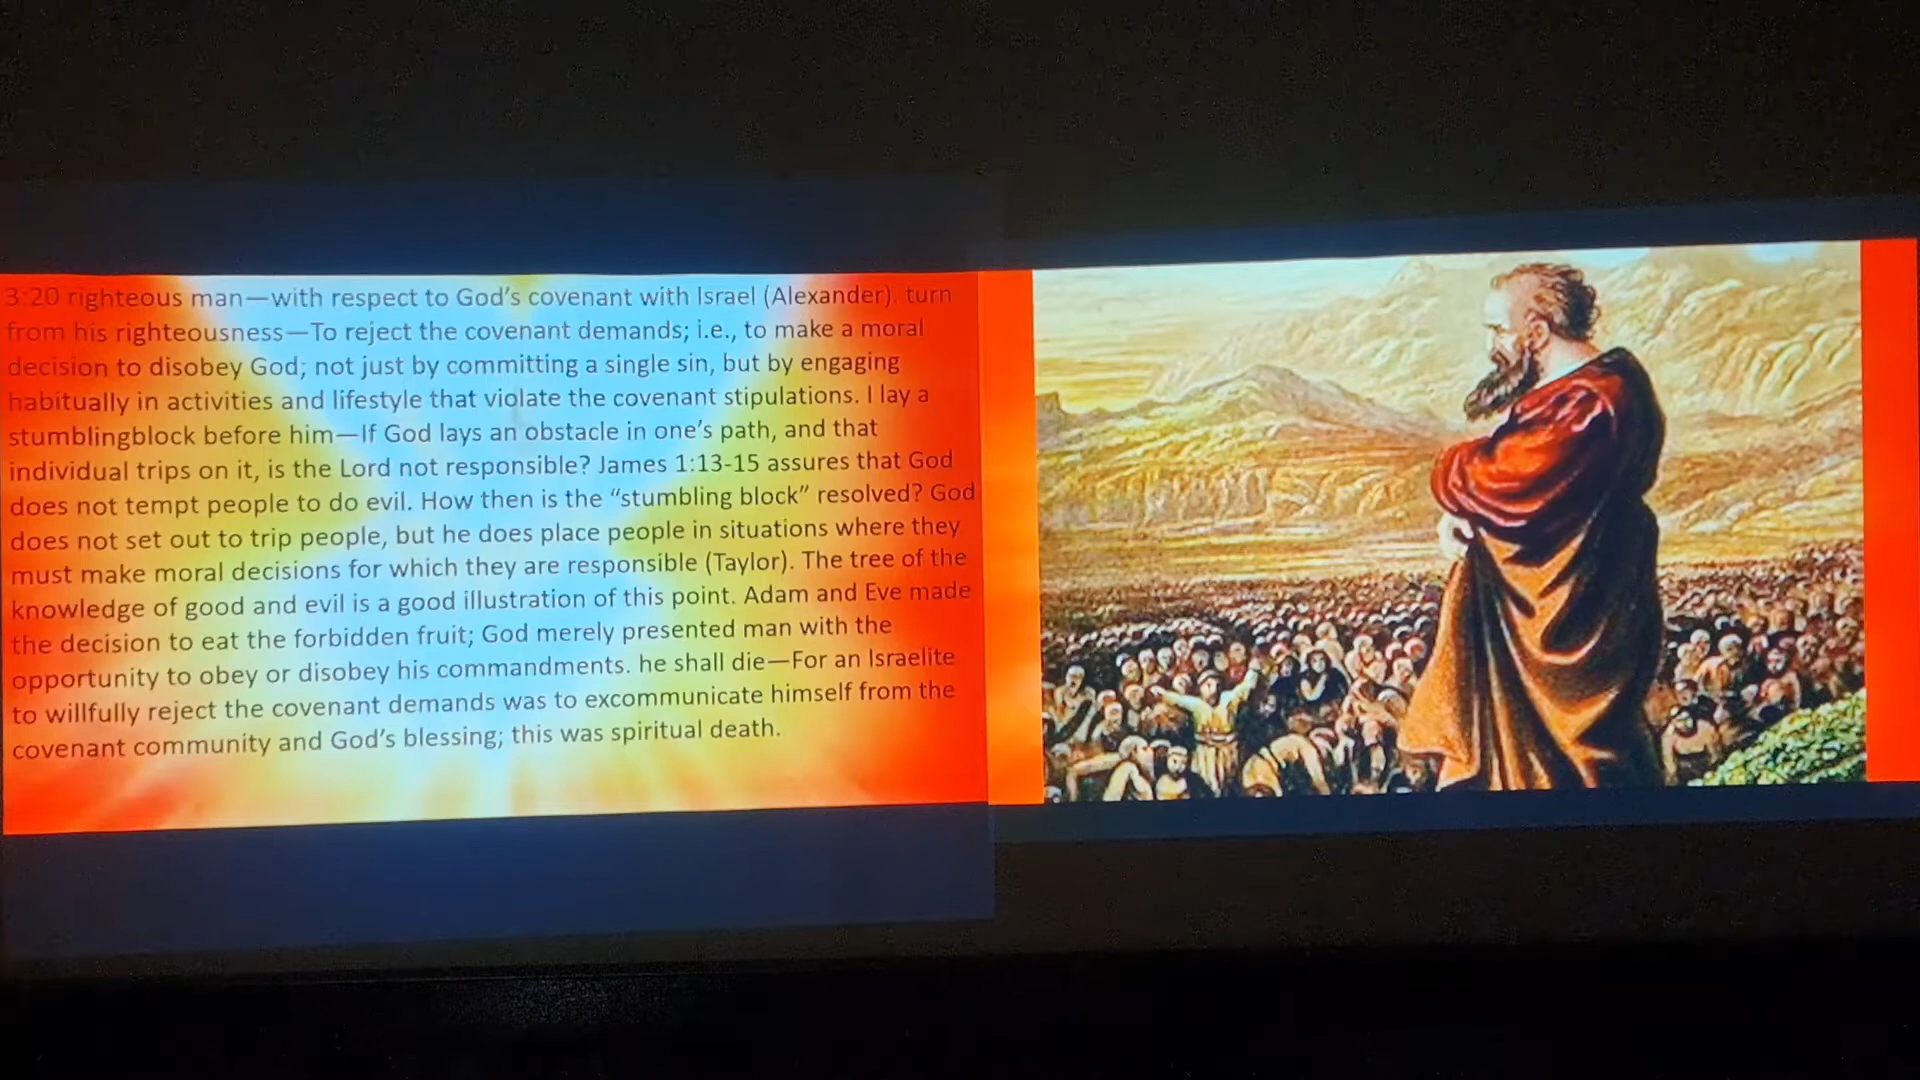 3:20 righteous man—with respect to God's covenant with Israel (Alexander). turn
from his righteousness—To reject the covenant demands; i.e., to make a moral
decision to disobey God; not just by committing a single sin, but by engaging
habitually in activities and lifestyle that violate the covenant stipulations. I lay a
stumblingblock before him—If God lays an obstacle in one's path, and that
individual trips on it, is the Lord not responsible? James 1:13-15 assures that God
does not tempt people to do evil. How then is the “stumbling block” resolved? God
does not set out to trip people, but he does place people in situations where they
must make moral decisions for which they are responsible (Taylor). The tree of the
knowledge of good and evil is a good illustration of this point. Adam and Eve made
the decision to eat the forbidden fruit; God merely presented man with the
opportunity to obey or disobey his commandments. he shall die—For an Israelite
to willfully reject the covenant demands was to excommunicate himself from the
covenant community and God's blessing; this was spiritual death.